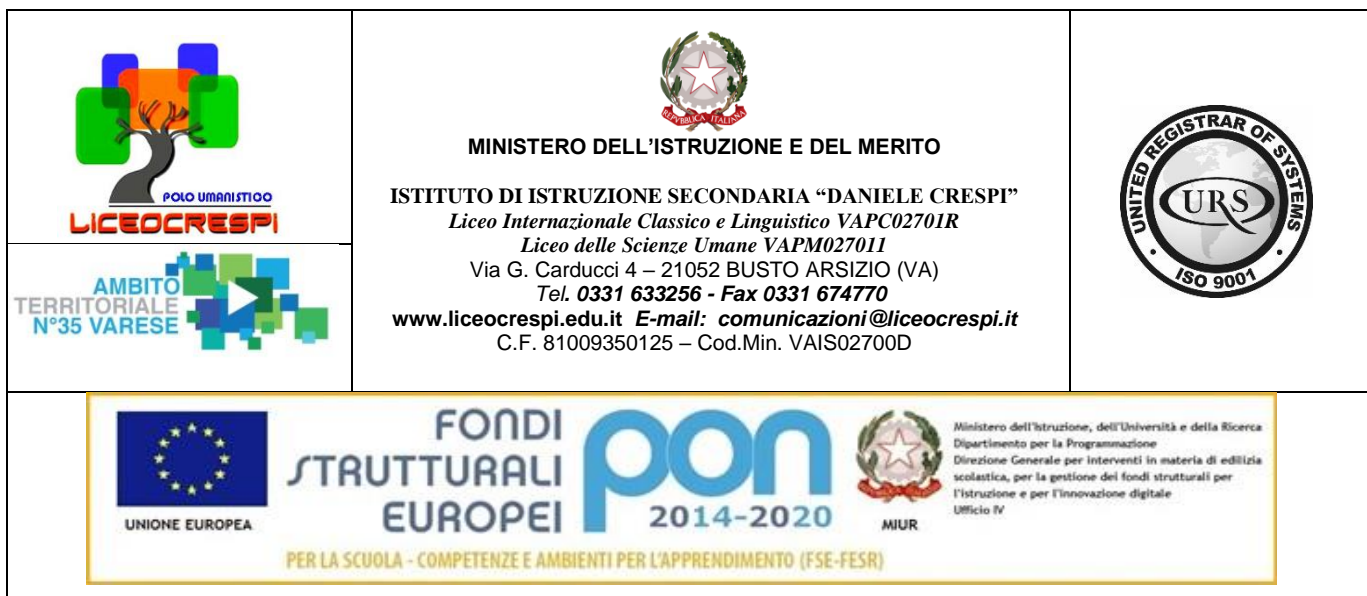 POLO UMANISTICO
LICEOCRESPI
AMBITO
TERRITORIALE
N°35 VARESE
REPVBBLICA ITALIANA
MINISTERO DELL’ISTRUZIONE E DEL MERITO
ISTITUTO DI ISTRUZIONE SECONDARIA “DANIELE CRESPI”
Liceo Internazionale Classico e Linguistico VAPC02701R
Liceo delle Scienze Umane VAPM027011
Via G. Carducci 4 – 21052 BUSTO ARSIZIO (VA)
Tel. 0331 633256 - Fax 0331 674770
www.liceocrespi.edu.it E-mail: comunicazioni@liceocrespi.it
C.F. 81009350125 – Cod.Min. VAIS02700D
UNITED REGISTRAR OF SYSTEMS
URS
ISO 9001
UNIONE EUROPEA
FONDI
STRUTTURALI
EUROPEI
pon
2014-2020
MIUR
Ministero dell'Istruzione, dell'Università e della Ricerca
Dipartimento per la Programmazione
Direzione Generale per interventi in materia di edilizia
scolastica, per la gestione dei fondi strutturali per
l'istruzione e per l'innovazione digitale
Ufficio IV
PER LA SCUOLA - COMPETENZE E AMBIENTI PER L'APPRENDIMENTO (FSE-FESR)